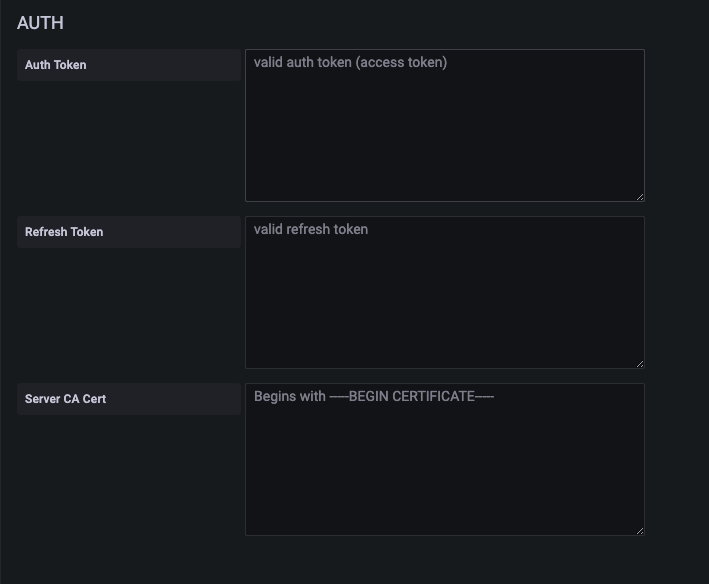 AUTH
Auth Token
valid auth token (access token)
Refresh Token
valid refresh token
Server CA Cert
Begins with -----BEGIN CERTIFICATE-----